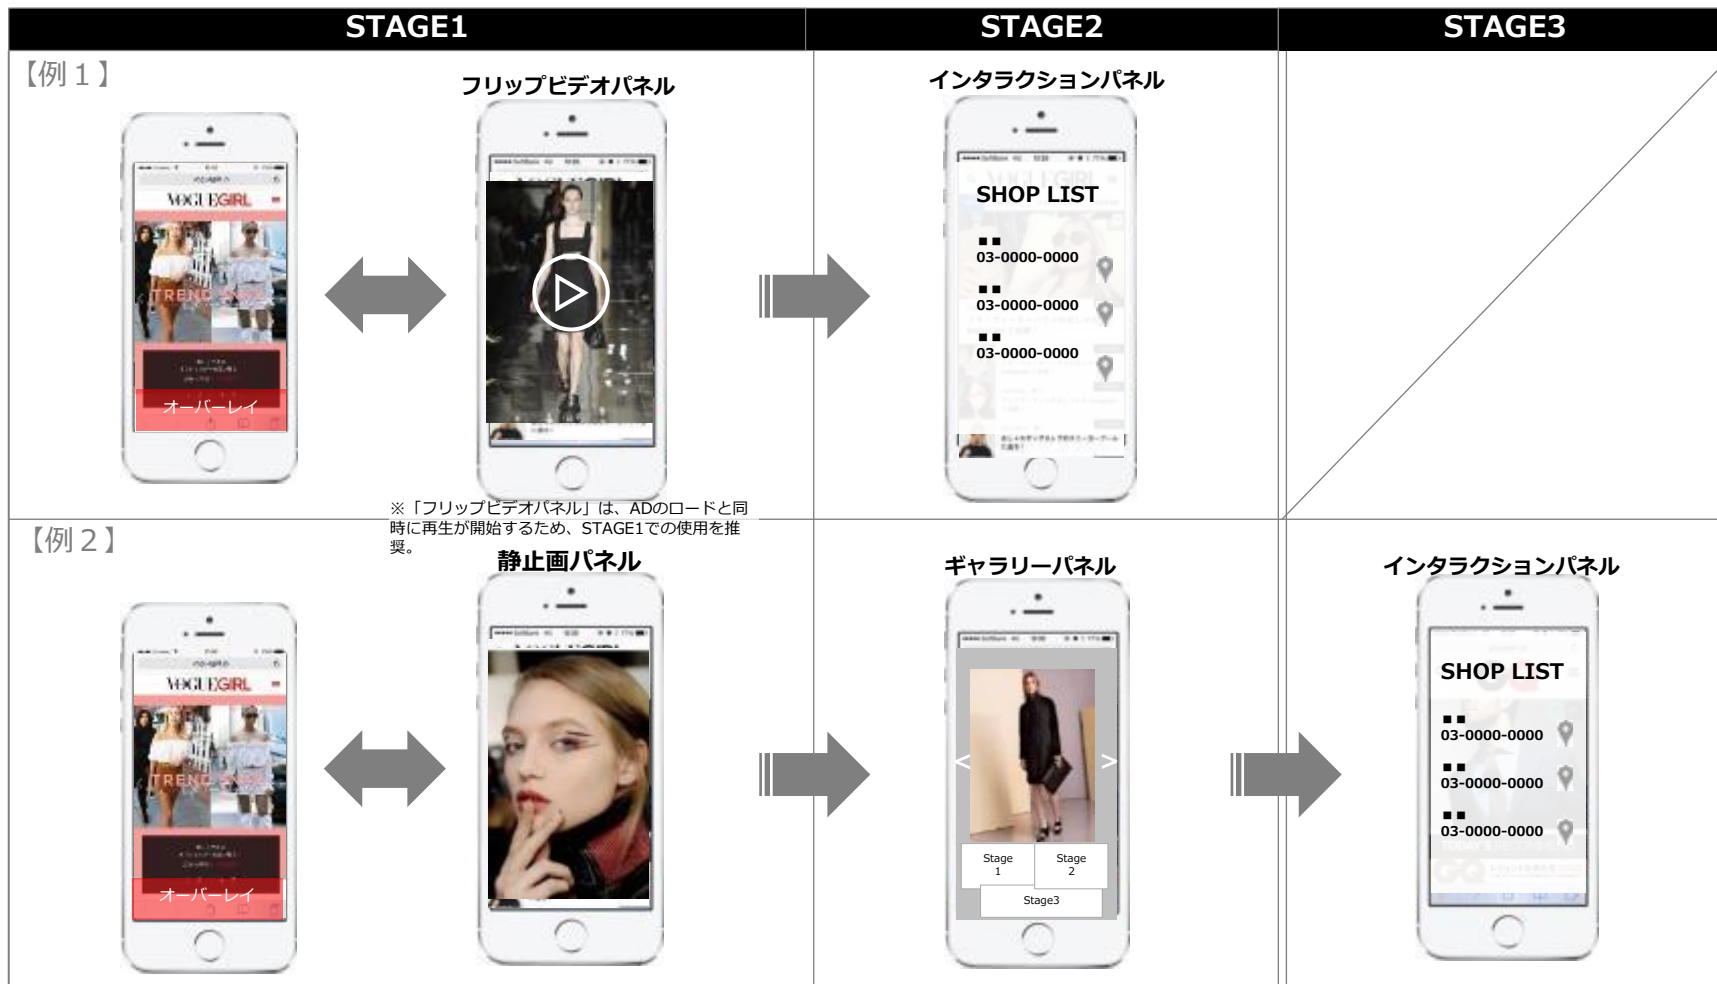 STAGE1
STAGE2
STAGE3
【例１】
フリップビデオパネル
インタラクションパネル
VOGUEGIRL
TREND
オーバーレイ
SHOP LIST
■■
03-0000-0000
■■
03-0000-0000
■■
03-0000-0000
※「フリップビデオパネル」は、ADのロードと同
時に再生が開始するため、STAGE1での使用を推
奨。
【例２】
静止画パネル
ギャラリーパネル
インタラクションパネル
VOGUEGIRL
TREND
オーバーレイ
<
>
Stage
1
Stage
2
Stage3
SHOP LIST
■■
03-0000-0000
■■
03-0000-0000
■■
03-0000-0000
TODAY'S RECOMMEND
GQ